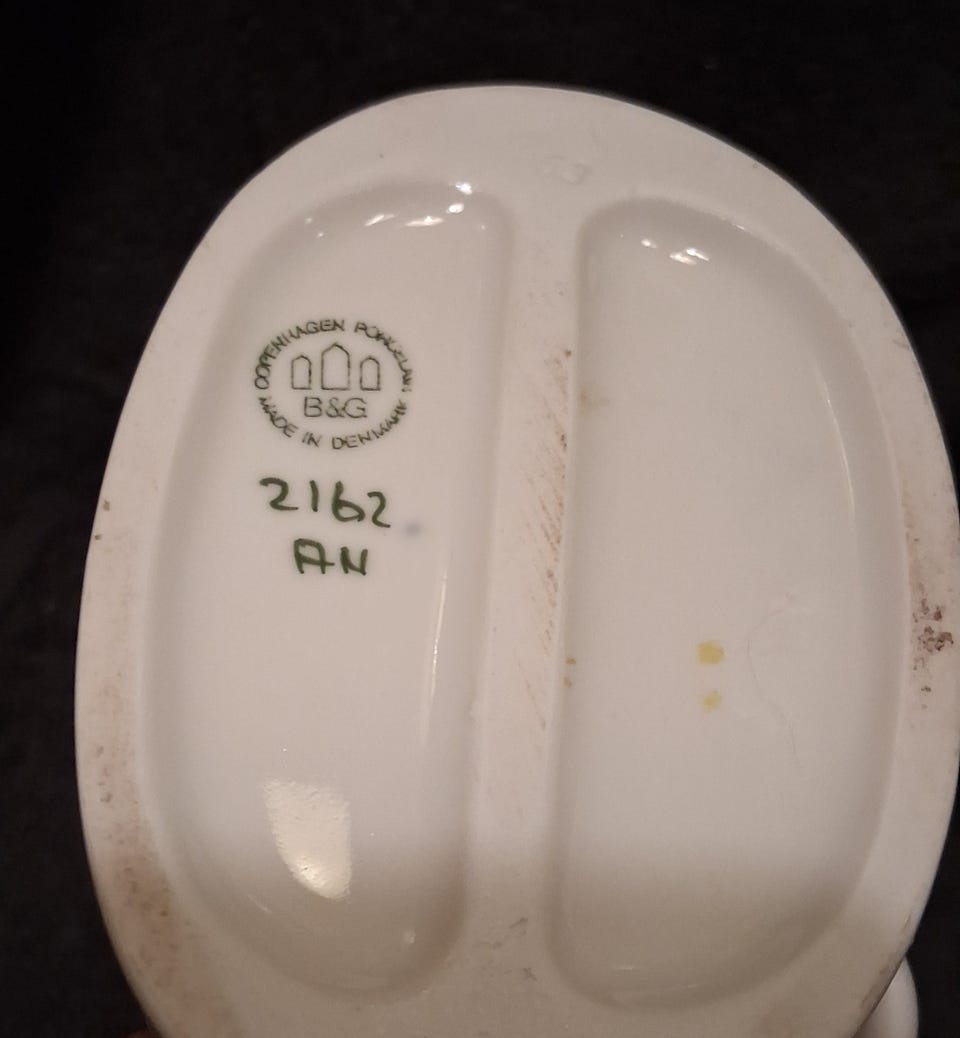 COPENHAGEN PORCELAIN
B&G
MADE IN DENMARK
2162
AN